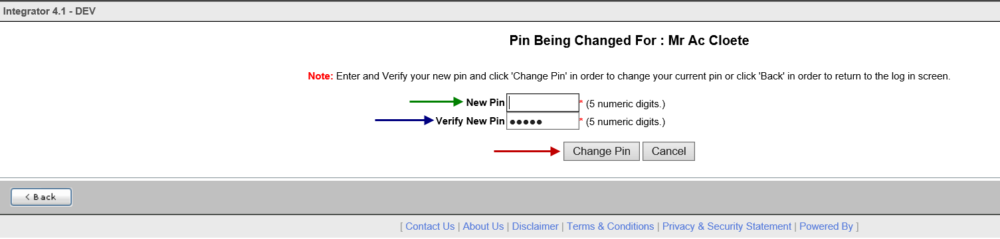 Integrator 4.1 - DEV
Pin Being Changed For : Mr Ac Cloete
Note: Enter and Verify your new pin and click 'Change Pin' in order to change your current pin or click 'Back' in order to return to the log in screen.
New Pin * (5 numeric digits.)
Verify New Pin ●●●●● * (5 numeric digits.)
Change Pin Cancel
< Back
[ Contact Us | About Us | Disclaimer | Terms & Conditions | Privacy & Security Statement | Powered By ]